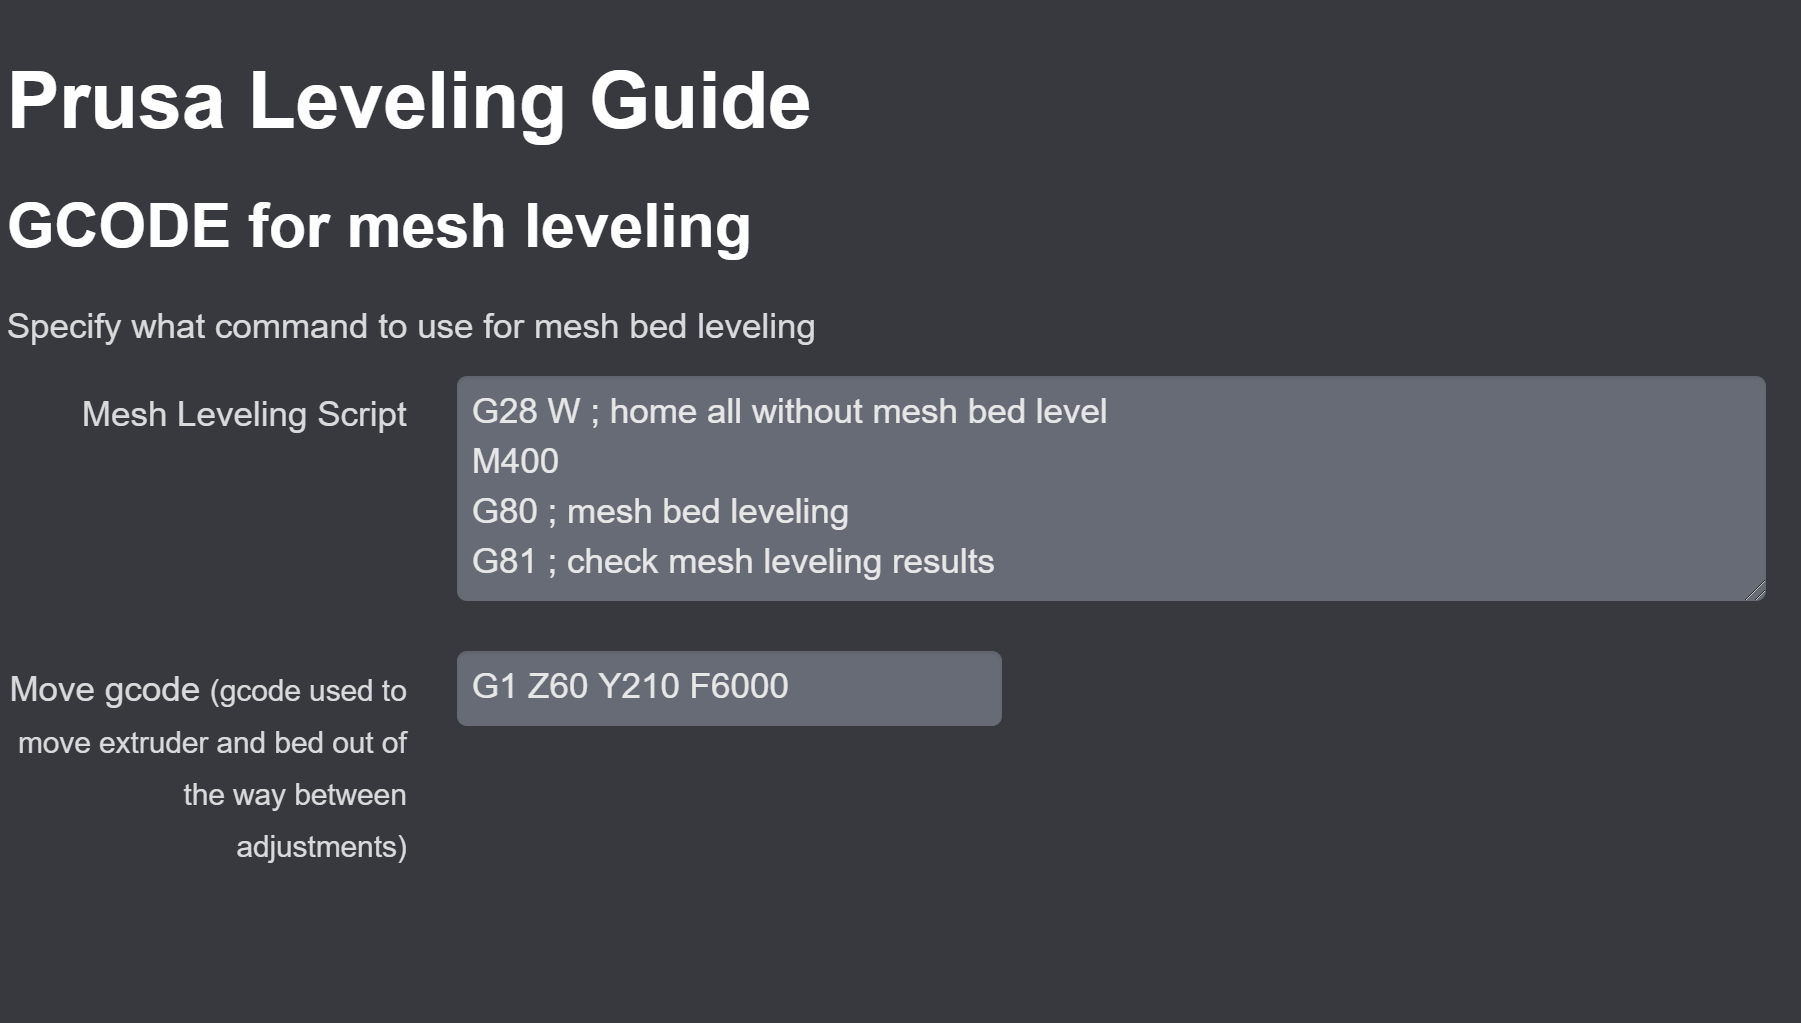 Prusa Leveling Guide
GCODE for mesh leveling
Specify what command to use for mesh bed leveling
Mesh Leveling Script
G28 W ; home all without mesh bed level
M400
G80 ; mesh bed leveling
G81 ; check mesh leveling results
Move gcode (gcode used to
move extruder and bed out of
the way between
adjustments)
G1 Z60 Y210 F6000